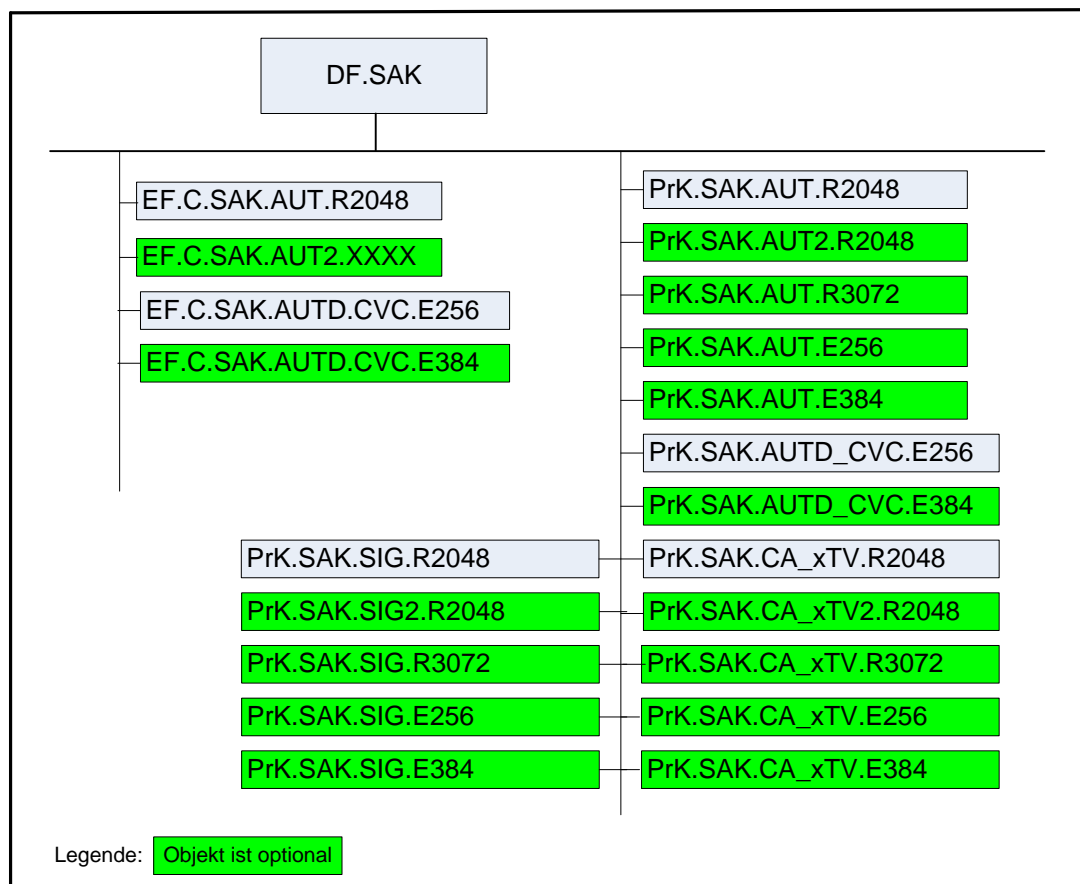 DF.SAK
EF.C.SAK.AUT.R2048
EF.C.SAK.AUT2.XXXX
EF.C.SAK.AUTD.CVC.E256
EF.C.SAK.AUTD.CVC.E384
PrK.SAK.AUT.R2048
PrK.SAK.AUT2.R2048
PrK.SAK.AUT.R3072
PrK.SAK.AUT.E256
PrK.SAK.AUT.E384
PrK.SAK.AUTD_CVC.E256
PrK.SAK.AUTD_CVC.E384
PrK.SAK.SIG.R2048
PrK.SAK.CA_xTV.R2048
PrK.SAK.SIG2.R2048
PrK.SAK.CA_xTV2.R2048
PrK.SAK.SIG.R3072
PrK.SAK.CA_xTV.R3072
PrK.SAK.SIG.E256
PrK.SAK.CA_xTV.E256
PrK.SAK.SIG.E384
PrK.SAK.CA_xTV.E384
Legende: Objekt ist optional